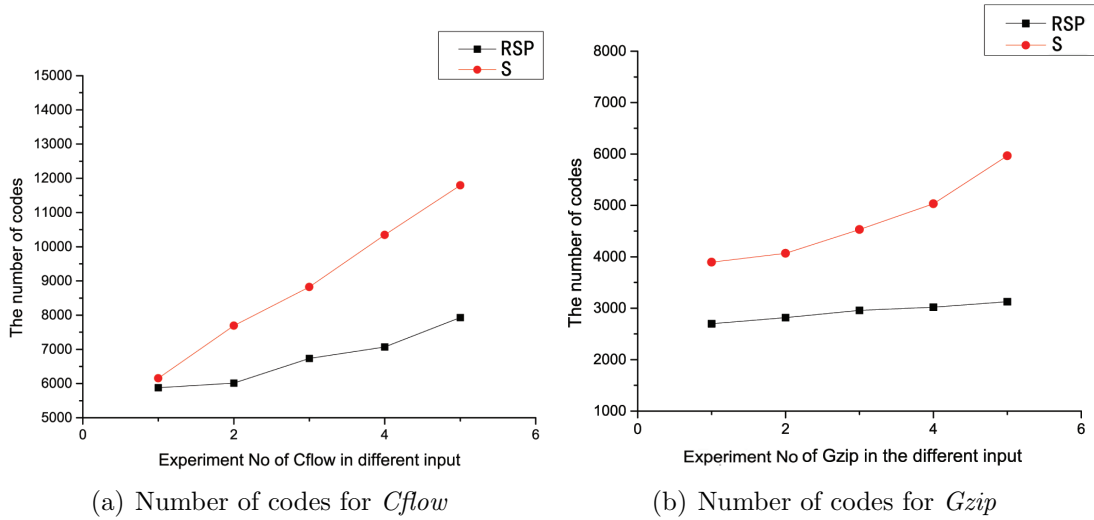 RSP
S
15000
14000
13000
12000
11000
10000
9000
8000
7000
6000
5000
0
2
4
6
The number of codes
Experiment No of Cflow in different input
(a) Number of codes for Cflow
RSP
S
8000
7000
6000
5000
4000
3000
2000
1000
0
2
4
6
The number of codes
Experiment No of Gzip in the different input
(b) Number of codes for Gzip